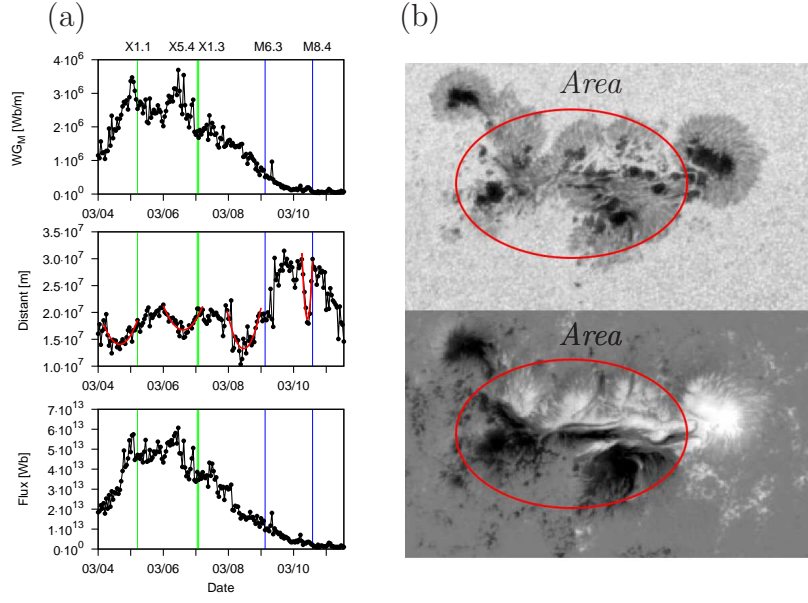 (a)
X1.1 X5.4 X1.3 M6.3 M8.4
4·10⁶
3·10⁶
2·10⁶
1·10⁶
0·10⁰
WG_M [Wb/m]
03/04 03/06 03/08 03/10
3.5·10⁷
3.0·10⁷
2.5·10⁷
2.0·10⁷
1.5·10⁷
1.0·10⁷
Distant [m]
03/04 03/06 03/08 03/10
7·10¹³
6·10¹³
5·10¹³
4·10¹³
3·10¹³
2·10¹³
1·10¹³
0·10⁰
Flux [Wb]
03/04 03/06 03/08 03/10
Date
(b)
Area
Area